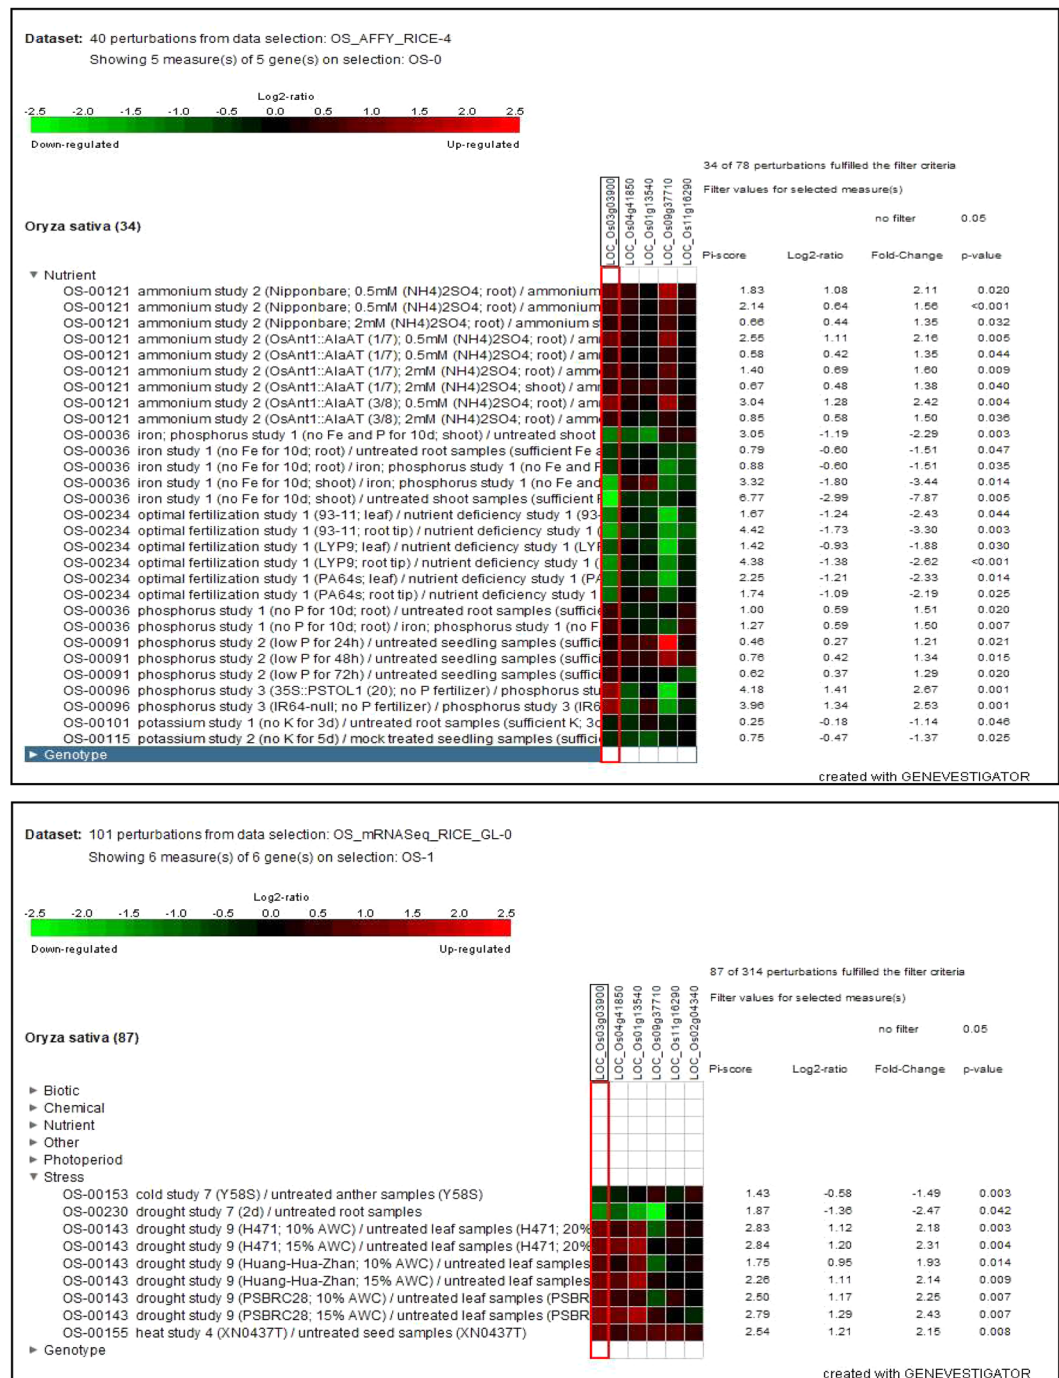 Dataset: 40 perturbations from data selection: OS_AFFY_RICE-4
Showing 5 measure(s) of 5 gene(s) on selection: OS-0
Log2-ratio
-2.5 -2.0 -1.5 -1.0 -0.5 0.0 0.5 1.0 1.5 2.0 2.5
Down-regulated Up-regulated
34 of 78 perturbations fulfilled the filter criteria
Filter values for selected measure(s)
LOC_Os03g03900
LOC_Os04g41850
LOC_Os01g13540
LOC_Os09g37710
LOC_Os11g16290
no filter 0.05
Oryza sativa (34)
Pi-score Log2-ratio Fold-Change p-value
Nutrient
OS-00121 ammonium study 2 (Nipponbare; 0.5mM (NH4)2SO4; root) / ammonium 1.83 1.08 2.11 0.020
OS-00121 ammonium study 2 (Nipponbare; 0.5mM (NH4)2SO4; root) / ammonium 2.14 0.64 1.56 <0.001
OS-00121 ammonium study 2 (Nipponbare; 2mM (NH4)2SO4; root) / ammonium s 0.66 0.44 1.35 0.032
OS-00121 ammonium study 2 (OsAnt1::AlaAT (1/7); 0.5mM (NH4)2SO4; root) / am 2.55 1.11 2.16 0.005
OS-00121 ammonium study 2 (OsAnt1::AlaAT (1/7); 0.5mM (NH4)2SO4; root) / am 0.58 0.42 1.35 0.044
OS-00121 ammonium study 2 (OsAnt1::AlaAT (1/7); 2mM (NH4)2SO4; root) / amm 1.40 0.69 1.60 0.009
OS-00121 ammonium study 2 (OsAnt1::AlaAT (1/7); 2mM (NH4)2SO4; shoot) / am 0.67 0.48 1.38 0.040
OS-00121 ammonium study 2 (OsAnt1::AlaAT (3/8); 0.5mM (NH4)2SO4; root) / am 3.04 1.28 2.42 0.004
OS-00121 ammonium study 2 (OsAnt1::AlaAT (3/8); 2mM (NH4)2SO4; root) / amm 0.85 0.58 1.50 0.036
OS-00036 iron; phosphorus study 1 (no Fe and P for 10d; shoot) / untreated shoot 3.05 -1.19 -2.29 0.003
OS-00036 iron study 1 (no Fe for 10d; root) / untreated root samples (sufficient Fe a 0.79 -0.60 -1.51 0.047
OS-00036 iron study 1 (no Fe for 10d; root) / iron; phosphorus study 1 (no Fe and F 0.88 -0.60 -1.51 0.035
OS-00036 iron study 1 (no Fe for 10d; shoot) / iron; phosphorus study 1 (no Fe and 3.32 -1.80 -3.44 0.014
OS-00036 iron study 1 (no Fe for 10d; shoot) / untreated shoot samples (sufficient F 6.77 -2.99 -7.87 0.005
OS-00234 optimal fertilization study 1 (93-11; leaf) / nutrient deficiency study 1 (93- 1.67 -1.24 -2.43 0.044
OS-00234 optimal fertilization study 1 (93-11; root tip) / nutrient deficiency study 1 ( 4.42 -1.73 -3.30 0.003
OS-00234 optimal fertilization study 1 (LYP9; leaf) / nutrient deficiency study 1 (LYF 1.42 -0.93 -1.88 0.030
OS-00234 optimal fertilization study 1 (LYP9; root tip) / nutrient deficiency study 1 ( 4.38 -1.38 -2.62 <0.001
OS-00234 optimal fertilization study 1 (PA64s; leaf) / nutrient deficiency study 1 (PA 2.25 -1.21 -2.33 0.014
OS-00234 optimal fertilization study 1 (PA64s; root tip) / nutrient deficiency study 1 1.74 -1.09 -2.19 0.025
OS-00036 phosphorus study 1 (no P for 10d; root) / untreated root samples (suffici 1.00 0.59 1.51 0.020
OS-00036 phosphorus study 1 (no P for 10d; root) / iron; phosphorus study 1 (no F 1.27 0.59 1.50 0.007
OS-00091 phosphorus study 2 (low P for 24h) / untreated seedling samples (suffic 0.46 0.27 1.21 0.021
OS-00091 phosphorus study 2 (low P for 48h) / untreated seedling samples (suffic 0.76 0.42 1.34 0.015
OS-00091 phosphorus study 2 (low P for 72h) / untreated seedling samples (suffic 0.62 0.37 1.29 0.020
OS-00096 phosphorus study 3 (35S::PSTOL1 (20); no P fertilizer) / phosphorus stu 4.18 1.41 2.67 0.001
OS-00096 phosphorus study 3 (IR64-null; no P fertilizer) / phosphorus study 3 (IR6 3.96 1.34 2.53 0.001
OS-00101 potassium study 1 (no K for 3d) / untreated root samples (sufficient K; 3d 0.25 -0.18 -1.14 0.046
OS-00115 potassium study 2 (no K for 5d) / mock treated seedling samples (suffici 0.75 -0.47 -1.37 0.025
Genotype
created with GENEVESTIGATOR
Dataset: 101 perturbations from data selection: OS_mRNASeq_RICE_GL-0
Showing 6 measure(s) of 6 gene(s) on selection: OS-1
Log2-ratio
-2.5 -2.0 -1.5 -1.0 -0.5 0.0 0.5 1.0 1.5 2.0 2.5
Down-regulated Up-regulated
87 of 314 perturbations fulfilled the filter criteria
Filter values for selected measure(s)
LOC_Os03g03900
LOC_Os04g41850
LOC_Os01g13540
LOC_Os09g37710
LOC_Os11g16290
LOC_Os02g04340
no filter 0.05
Oryza sativa (87)
Pi-score Log2-ratio Fold-Change p-value
Biotic
Chemical
Nutrient
Other
Photoperiod
Stress
OS-00153 cold study 7 (Y58S) / untreated anther samples (Y58S) 1.43 -0.58 -1.49 0.003
OS-00230 drought study 7 (2d) / untreated root samples 1.87 -1.36 -2.47 0.042
OS-00143 drought study 9 (H471; 10% AWC) / untreated leaf samples (H471; 20% 2.83 1.12 2.18 0.003
OS-00143 drought study 9 (H471; 15% AWC) / untreated leaf samples (H471; 20% 2.84 1.20 2.31 0.004
OS-00143 drought study 9 (Huang-Hua-Zhan; 10% AWC) / untreated leaf samples 1.75 0.95 1.93 0.014
OS-00143 drought study 9 (Huang-Hua-Zhan; 15% AWC) / untreated leaf samples 2.26 1.11 2.14 0.009
OS-00143 drought study 9 (PSBRC28; 10% AWC) / untreated leaf samples (PSBR 2.50 1.17 2.25 0.007
OS-00143 drought study 9 (PSBRC28; 15% AWC) / untreated leaf samples (PSBR 2.79 1.29 2.43 0.007
OS-00155 heat study 4 (XN0437T) / untreated seed samples (XN0437T) 2.54 1.21 2.15 0.008
Genotype
created with GENEVESTIGATOR